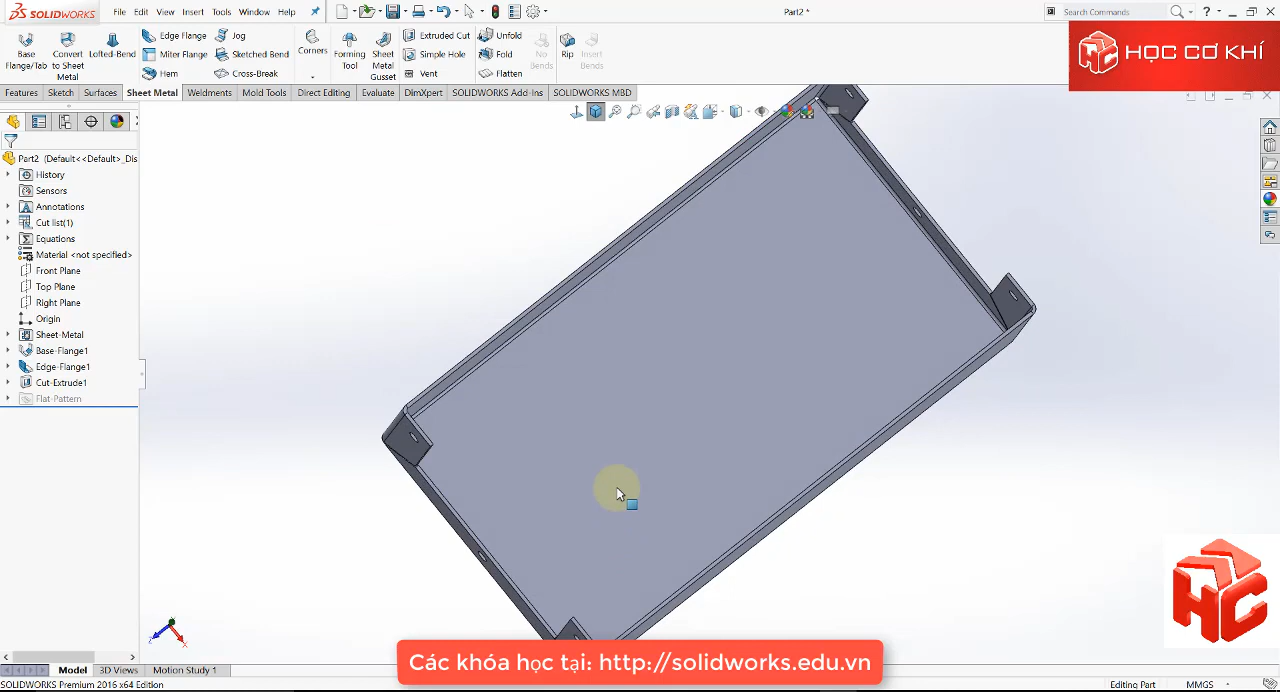 SOLIDWORKS
File Edit View Insert Tools Window Help
Part2 *
Search Commands
?
Base Flange/Tab
Convert to Sheet Metal
Lofted-Bend
Edge Flange
Miter Flange
Hem
Jog
Sketched Bend
Cross-Break
Corners
Forming Tool
Sheet Metal Gusset
Extruded Cut
Simple Hole
Vent
Unfold
Fold
Flatten
No Bends
Rip
Insert Bends
HC HỌC CƠ KHÍ
Features Sketch Surfaces Sheet Metal Weldments Mold Tools Direct Editing Evaluate DimXpert SOLIDWORKS Add-Ins SOLIDWORKS MBD
Part2 (Default<<Default>_Dis
History
Sensors
Annotations
Cut list(1)
Equations
Material <not specified>
Front Plane
Top Plane
Right Plane
Origin
Sheet-Metal
Base-Flange1
Edge-Flange1
Cut-Extrude1
Flat-Pattern
HC
Các khóa học tại: http://solidworks.edu.vn
Model 3D Views Motion Study 1
SOLIDWORKS Premium 2016 x64 Edition
Editing Part MMGS